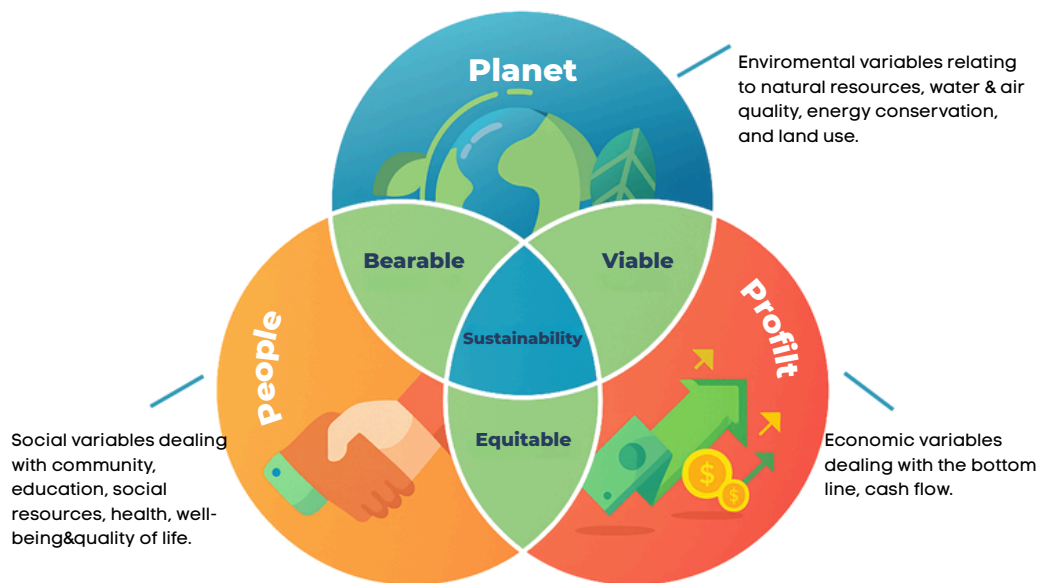 Planet
Enviromental variables relating
to natural resources, water & air
quality, energy conservation,
and land use.
Bearable
Viable
Sustainability
People
Profilt
Equitable
Social variables dealing
with community,
education, social
resources, health, well-
being&quality of life.
Economic variables
dealing with the bottom
line, cash flow.
$
$